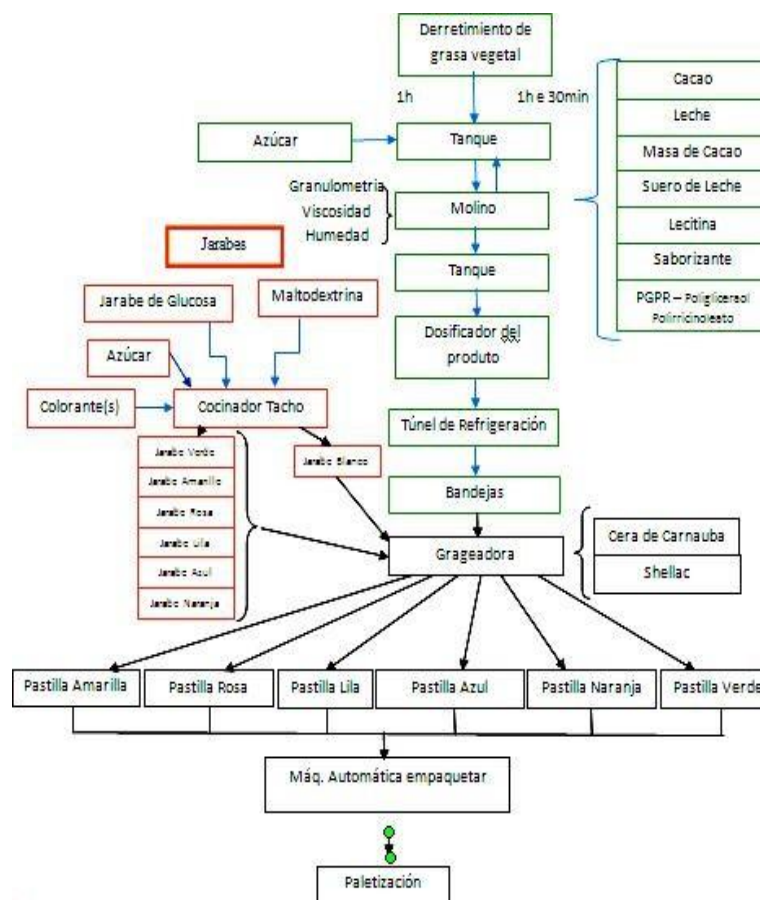 Derretimiento de
grasa vegetal
1h
1h e 30min
Azúcar
Tanque
Granulometria
Viscosidad
Humedad
Molino
Cacao
Leche
Masa de Cacao
Suero de Leche
Lecitina
Saborizante
PGPR – Poliglicerol
Polirricinoleato
Jarabes
Tanque
Jarabe de Glucosa
Maltodextrina
Dosificador del
produto
Azúcar
Colorante(s)
Cocinador Tacho
Túnel de Refrigeración
Jarabe Verde
Jarabe Amarillo
Jarabe Rosa
Jarabe Lila
Jarabe Azul
Jarabe Naranja
Jarabe Blanco
Bandejas
Grageadora
Cera de Carnauba
Shellac
Pastilla Amarilla
Pastilla Rosa
Pastilla Lila
Pastilla Azul
Pastilla Naranja
Pastilla Verde
Máq. Automática empaquetar
Paletización